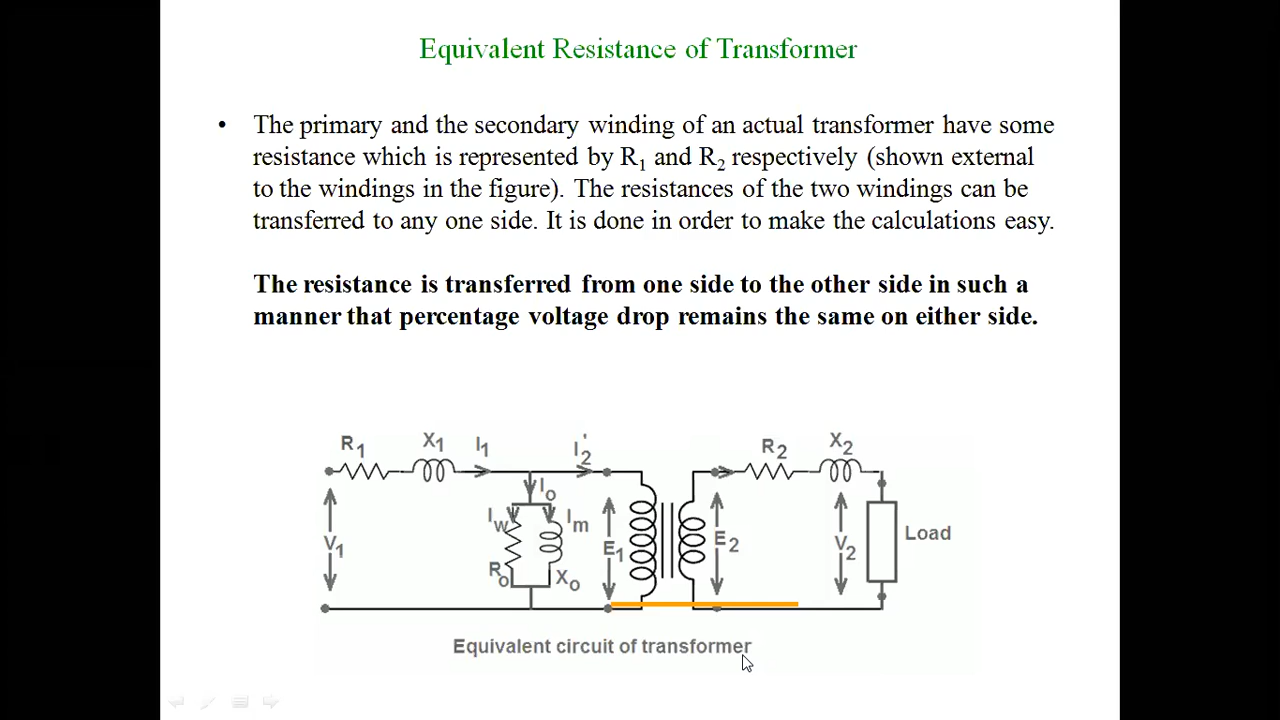 Equivalent Resistance of Transformer
• The primary and the secondary winding of an actual transformer have some
resistance which is represented by R1 and R2 respectively (shown external
to the windings in the figure). The resistances of the two windings can be
transferred to any one side. It is done in order to make the calculations easy.
The resistance is transferred from one side to the other side in such a
manner that percentage voltage drop remains the same on either side.
R1 X1 I1 I2' R2 X2
Io
Iw Im
V1 E1 E2 V2 Load
Ro Xo
Equivalent circuit of transformer